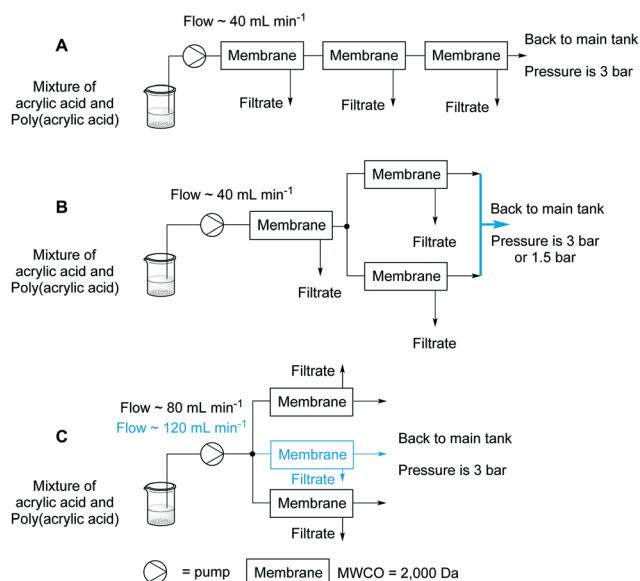 Flow ~ 40 mL min⁻¹
A
Membrane
Membrane
Membrane
Back to main tank
Pressure is 3 bar
Mixture of
acrylic acid and
Poly(acrylic acid)
Filtrate
Filtrate
Filtrate
B
Flow ~ 40 mL min⁻¹
Membrane
Membrane
Back to main tank
Pressure is 3 bar
or 1.5 bar
Mixture of
acrylic acid and
Poly(acrylic acid)
Filtrate
Filtrate
Membrane
Filtrate
C
Filtrate
Flow ~ 80 mL min⁻¹
Flow ~ 120 mL min⁻¹
Membrane
Membrane
Filtrate
Back to main tank
Pressure is 3 bar
Mixture of
acrylic acid and
Poly(acrylic acid)
Membrane
Filtrate
= pump
Membrane
MWCO = 2,000 Da